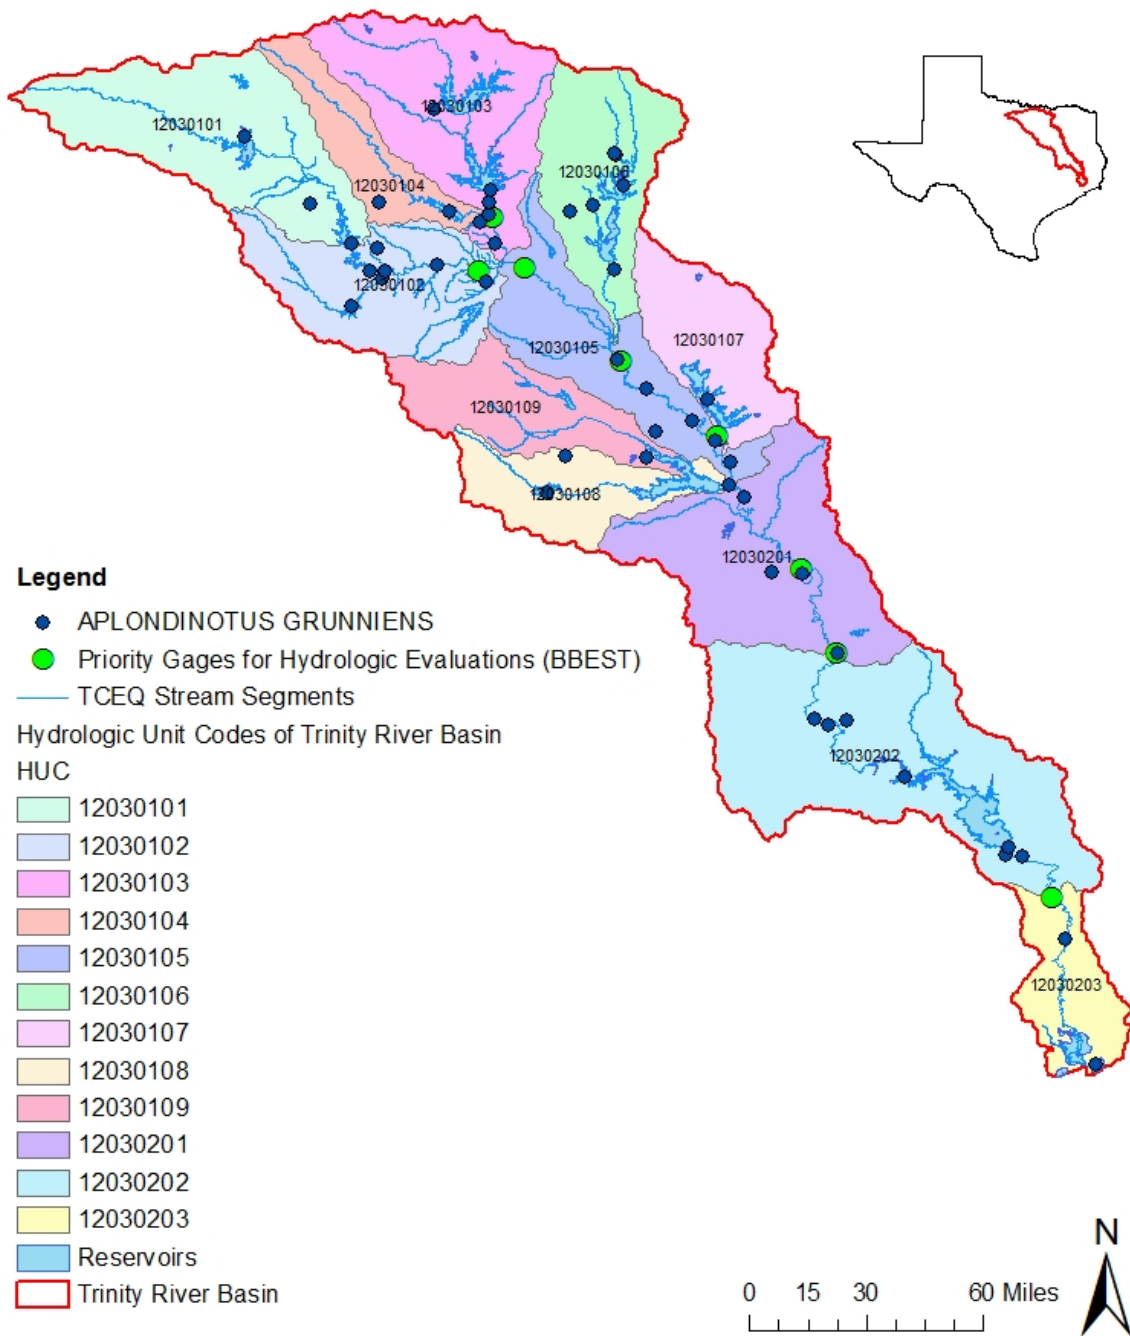 12030103
12030101
12030106
12030104
12030102
12030107
12030105
12030109
12030108
12030201
12030202
12030203
Legend
APLONDINOTUS GRUNNIENS
Priority Gages for Hydrologic Evaluations (BBEST)
TCEQ Stream Segments
Hydrologic Unit Codes of Trinity River Basin
HUC
12030101
12030102
12030103
12030104
12030105
12030106
12030107
12030108
12030109
12030201
12030202
12030203
Reservoirs
Trinity River Basin
N
0 15 30 60 Miles